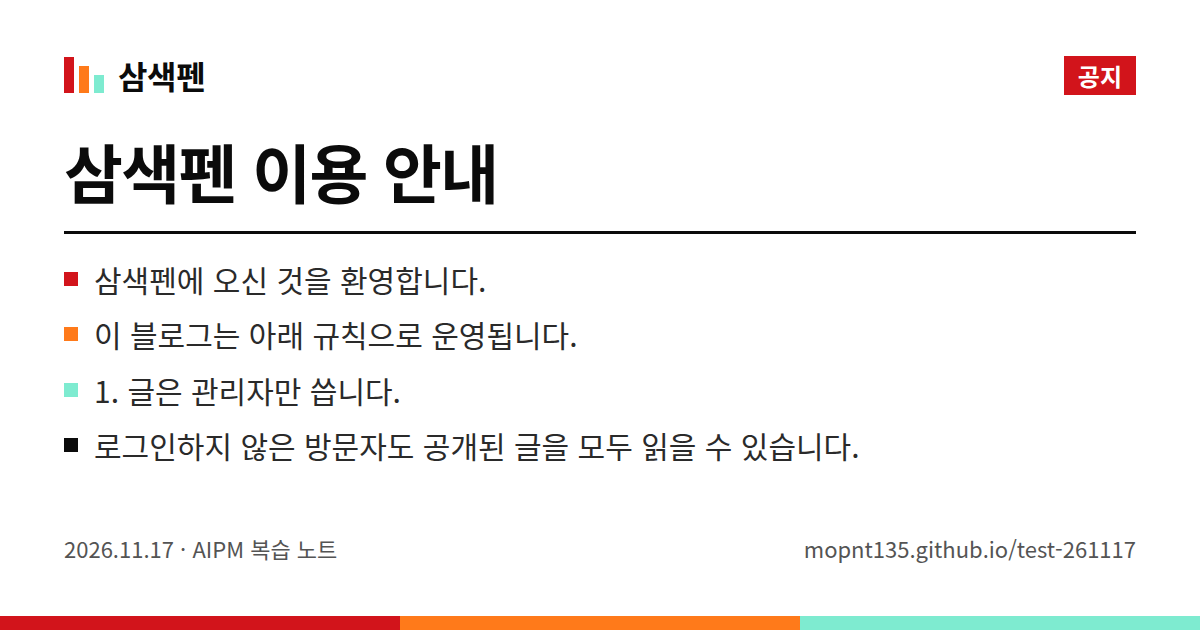 삼색펜
공지
삼색펜 이용 안내
삼색펜에 오신 것을 환영합니다.
이 블로그는 아래 규칙으로 운영됩니다.
1. 글은 관리자만 씁니다.
로그인하지 않은 방문자도 공개된 글을 모두 읽을 수 있습니다.
2026.11.17 · AIPM 복습 노트
mopnt135.github.io/test-261117